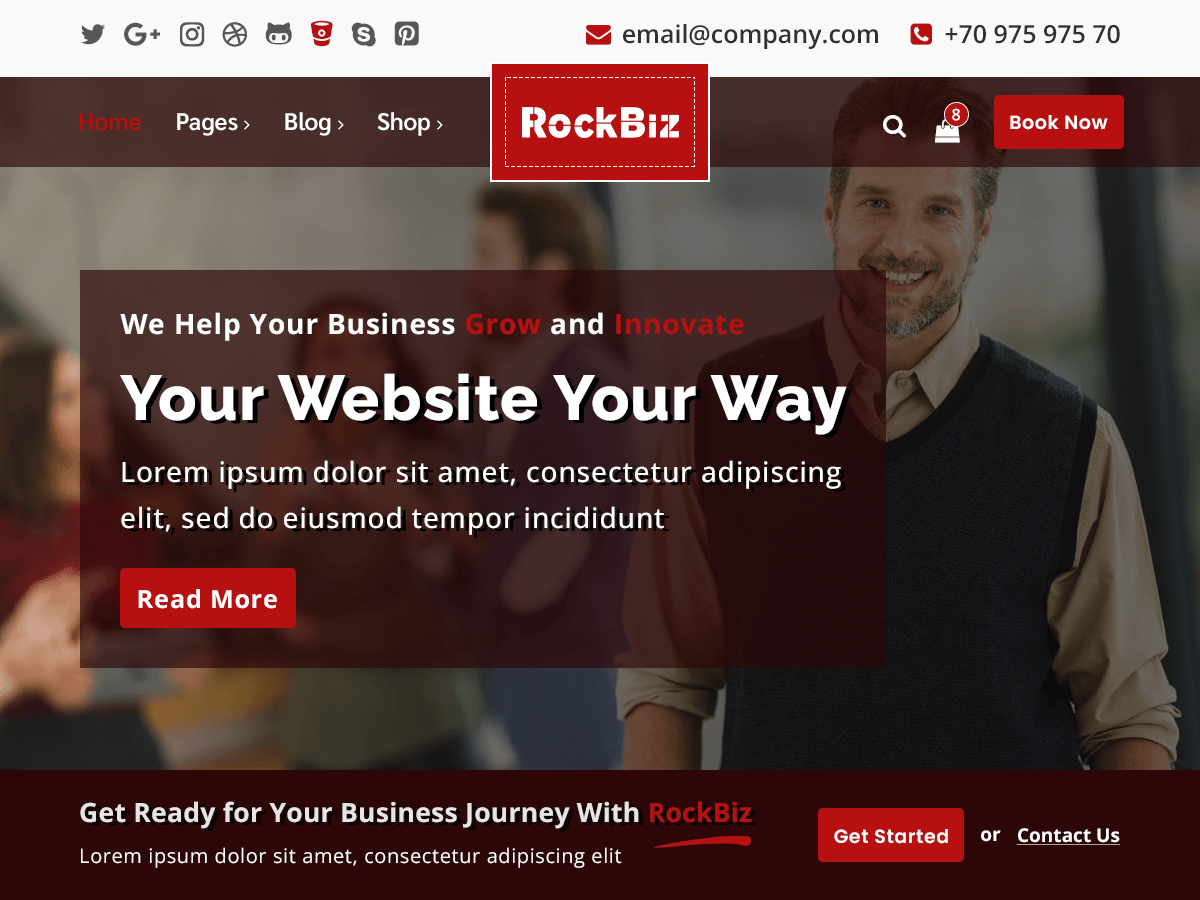 email@company.com
+70 975 975 70
Home
Pages
Blog
Shop
RockBiz
8
Book Now
We Help Your Business Grow and Innovate
Your Website Your Way
Lorem ipsum dolor sit amet, consectetur adipiscing
elit, sed do eiusmod tempor incididunt
Read More
Get Ready for Your Business Journey With RockBiz
Lorem ipsum dolor sit amet, consectetur adipiscing elit
Get Started
or
Contact Us